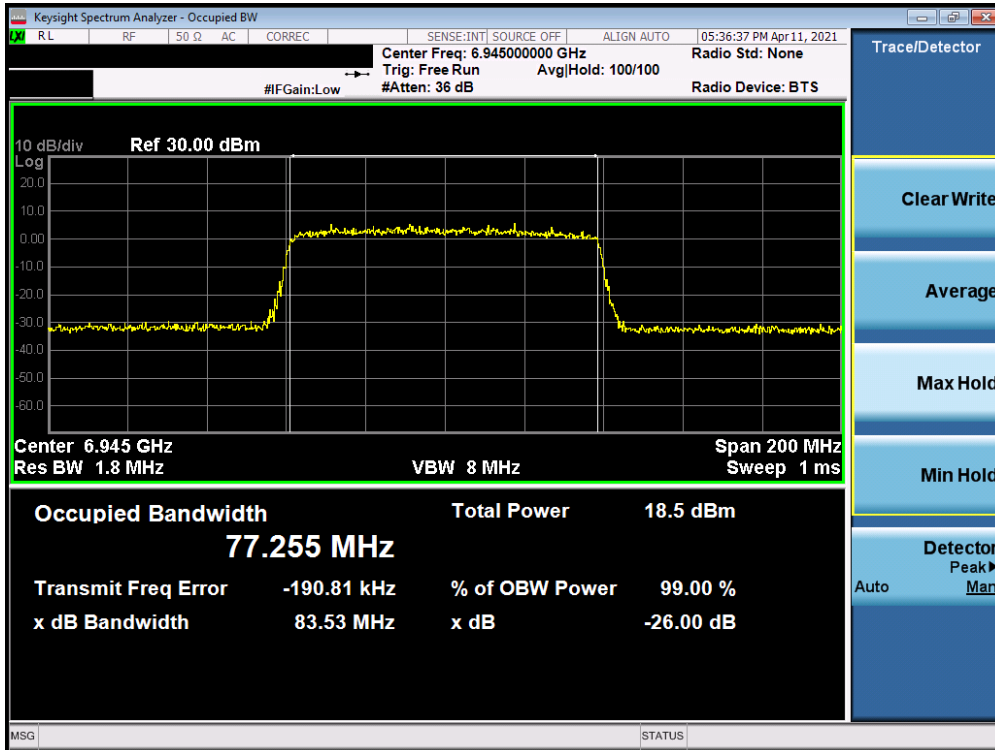 Keysight Spectrum Analyzer - Occupied BW
LXI RL RF 50 Ω AC CORREC SENSE:INT SOURCE OFF ALIGN AUTO 05:36:37 PM Apr 11, 2021
Center Freq: 6.945000000 GHz Radio Std: None
Trig: Free Run Avg|Hold: 100/100
#IFGain:Low #Atten: 36 dB Radio Device: BTS
10 dB/div Ref 30.00 dBm
Log
20.0
10.0
0.00
-10.0
-20.0
-30.0
-40.0
-50.0
-60.0
Center 6.945 GHz Span 200 MHz
Res BW 1.8 MHz VBW 8 MHz Sweep 1 ms
Occupied Bandwidth Total Power 18.5 dBm
77.255 MHz
Transmit Freq Error -190.81 kHz % of OBW Power 99.00 %
x dB Bandwidth 83.53 MHz x dB -26.00 dB
MSG STATUS
Trace/Detector
Clear Write
Average
Max Hold
Min Hold
Detector
Peak▶
Auto Man